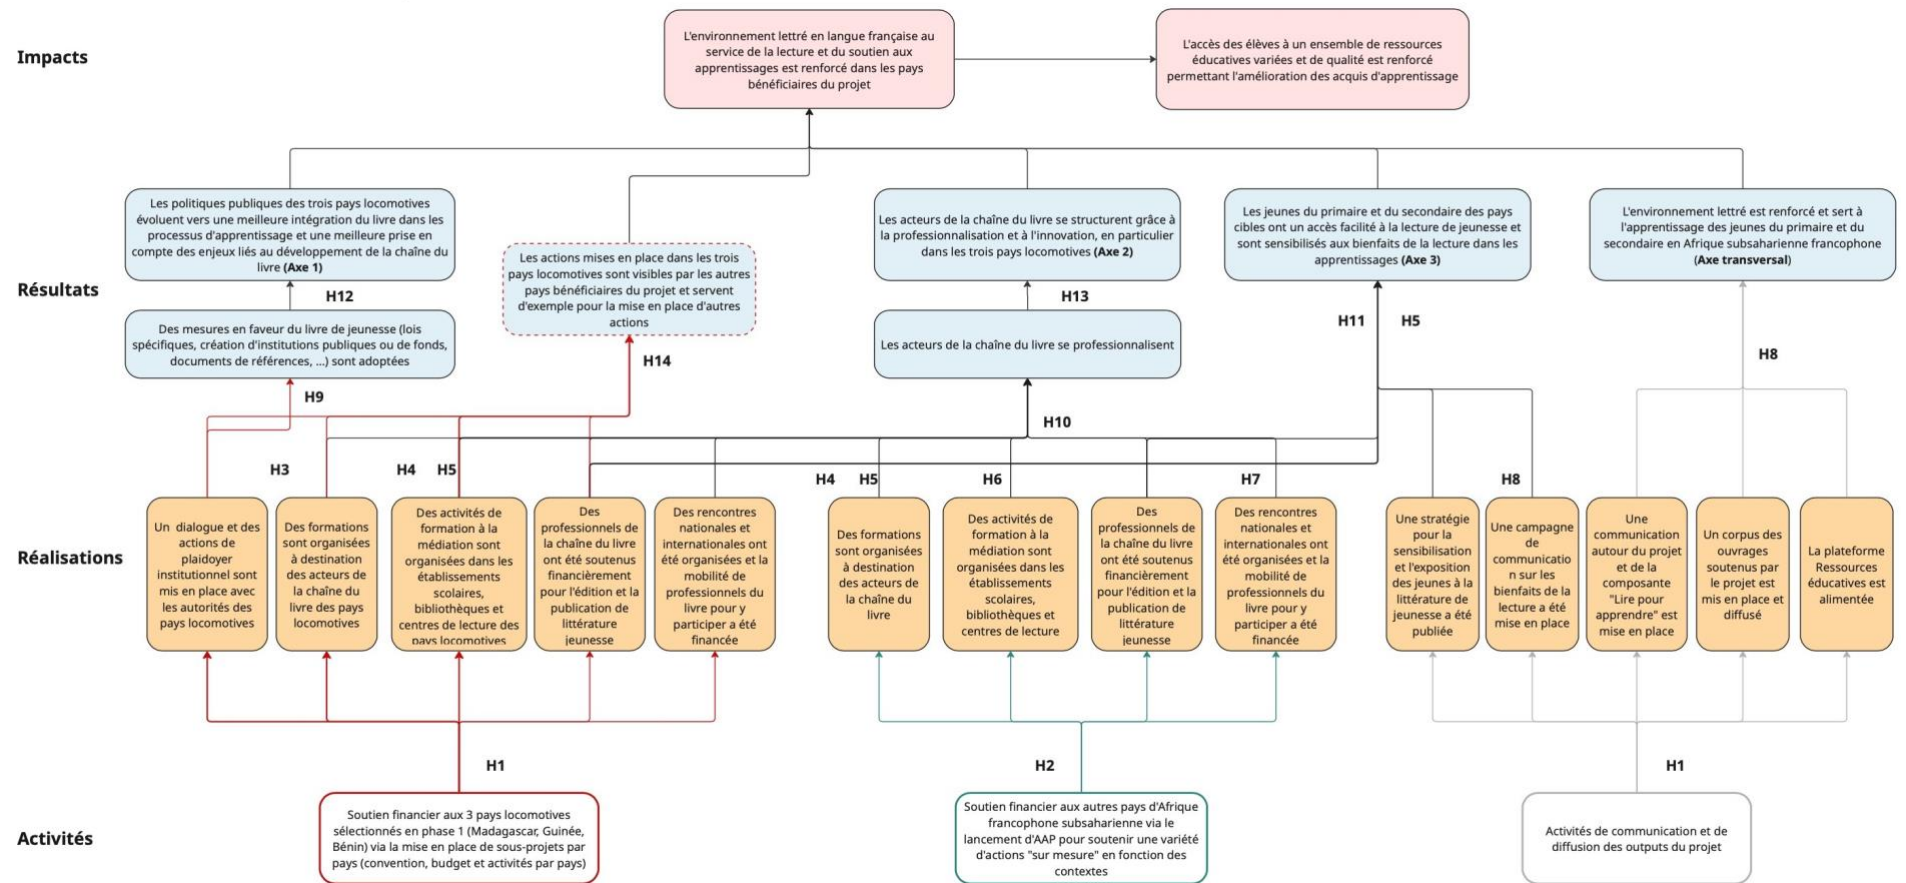 Impacts
L'environnement lettré en langue française au
service de la lecture et du soutien aux
apprentissages est renforcé dans les pays
bénéficiaires du projet
L'accès des élèves à un ensemble de ressources
éducatives variées et de qualité est renforcé
permettant l'amélioration des acquis d'apprentissage
Résultats
Les politiques publiques des trois pays locomotives
évoluent vers une meilleure intégration du livre dans les
processus d'apprentissage et une meilleure prise en
compte des enjeux liés au développement de la chaîne du
livre (Axe 1)
H12
Des mesures en faveur du livre de jeunesse (lois
spécifiques, création d'institutions publiques ou de fonds,
documents de références, ...) sont adoptées
H9
Les actions mises en place dans les trois
pays locomotives sont visibles par les autres
pays bénéficiaires du projet et servent
d'exemple pour la mise en place d'autres
actions
H14
Les acteurs de la chaîne du livre se structurent grâce à
la professionnalisation et à l'innovation, en particulier
dans les trois pays locomotives (Axe 2)
H13
Les acteurs de la chaîne du livre se professionnalisent
H10
Les jeunes du primaire et du secondaire des pays
cibles ont un accès facilité à la lecture de jeunesse et
sont sensibilisés aux bienfaits de la lecture dans les
apprentissages (Axe 3)
H11
H5
L'environnement lettré est renforcé et sert à
l'apprentissage des jeunes du primaire et du
secondaire en Afrique subsaharienne francophone
(Axe transversal)
H8
H3
H4
H5
H4
H5
H6
H7
H8
Réalisations
Un dialogue et des
actions de
plaidoyer
institutionnel sont
mis en place avec
les autorités des
pays locomotives
Des formations
sont organisées
à destination
des acteurs de
la chaîne du
livre des pays
locomotives
Des activités de
formation à la
médiation sont
organisées dans les
établissements
scolaires,
bibliothèques et
centres de lecture des
pays locomotives
Des
professionnels de
la chaîne du livre
ont été soutenus
financièrement
pour l'édition et la
publication de
littérature
jeunesse
Des rencontres
nationales et
internationales ont
été organisées et la
mobilité de
professionnels du
livre pour y
participer a été
financée
Des formations
sont organisées
à destination
des acteurs de
la chaîne du
livre
Des activités de
formation à la
médiation sont
organisées dans les
établissements
scolaires,
bibliothèques et
centres de lecture
Des
professionnels de
la chaîne du livre
ont été soutenus
financièrement
pour l'édition et la
publication de
littérature
jeunesse
Des rencontres
nationales et
internationales ont
été organisées et la
mobilité de
professionnels du
livre pour y
participer a été
financée
Une stratégie
pour la
sensibilisation
et l'exposition
des jeunes à la
littérature de
jeunesse a été
publiée
Une campagne
de
communicatio
n sur les
bienfaits de la
lecture a été
mise en place
Une
communication
autour du projet
et de la
composante
"Lire pour
apprendre" est
mise en place
Un corpus des
ouvrages
soutenus par
le projet est
mis en place et
diffusé
La plateforme
Ressources
éducatives est
alimentée
H1
H2
H1
Activités
Soutien financier aux 3 pays locomotives
sélectionnés en phase 1 (Madagascar, Guinée,
Bénin) via la mise en place de sous-projets par
pays (convention, budget et activités par pays)
Soutien financier aux autres pays d'Afrique
francophone subsaharienne via le
lancement d'AAP pour soutenir une variété
d'actions "sur mesure" en fonction des
contextes
Activités de communication et de
diffusion des outputs du projet